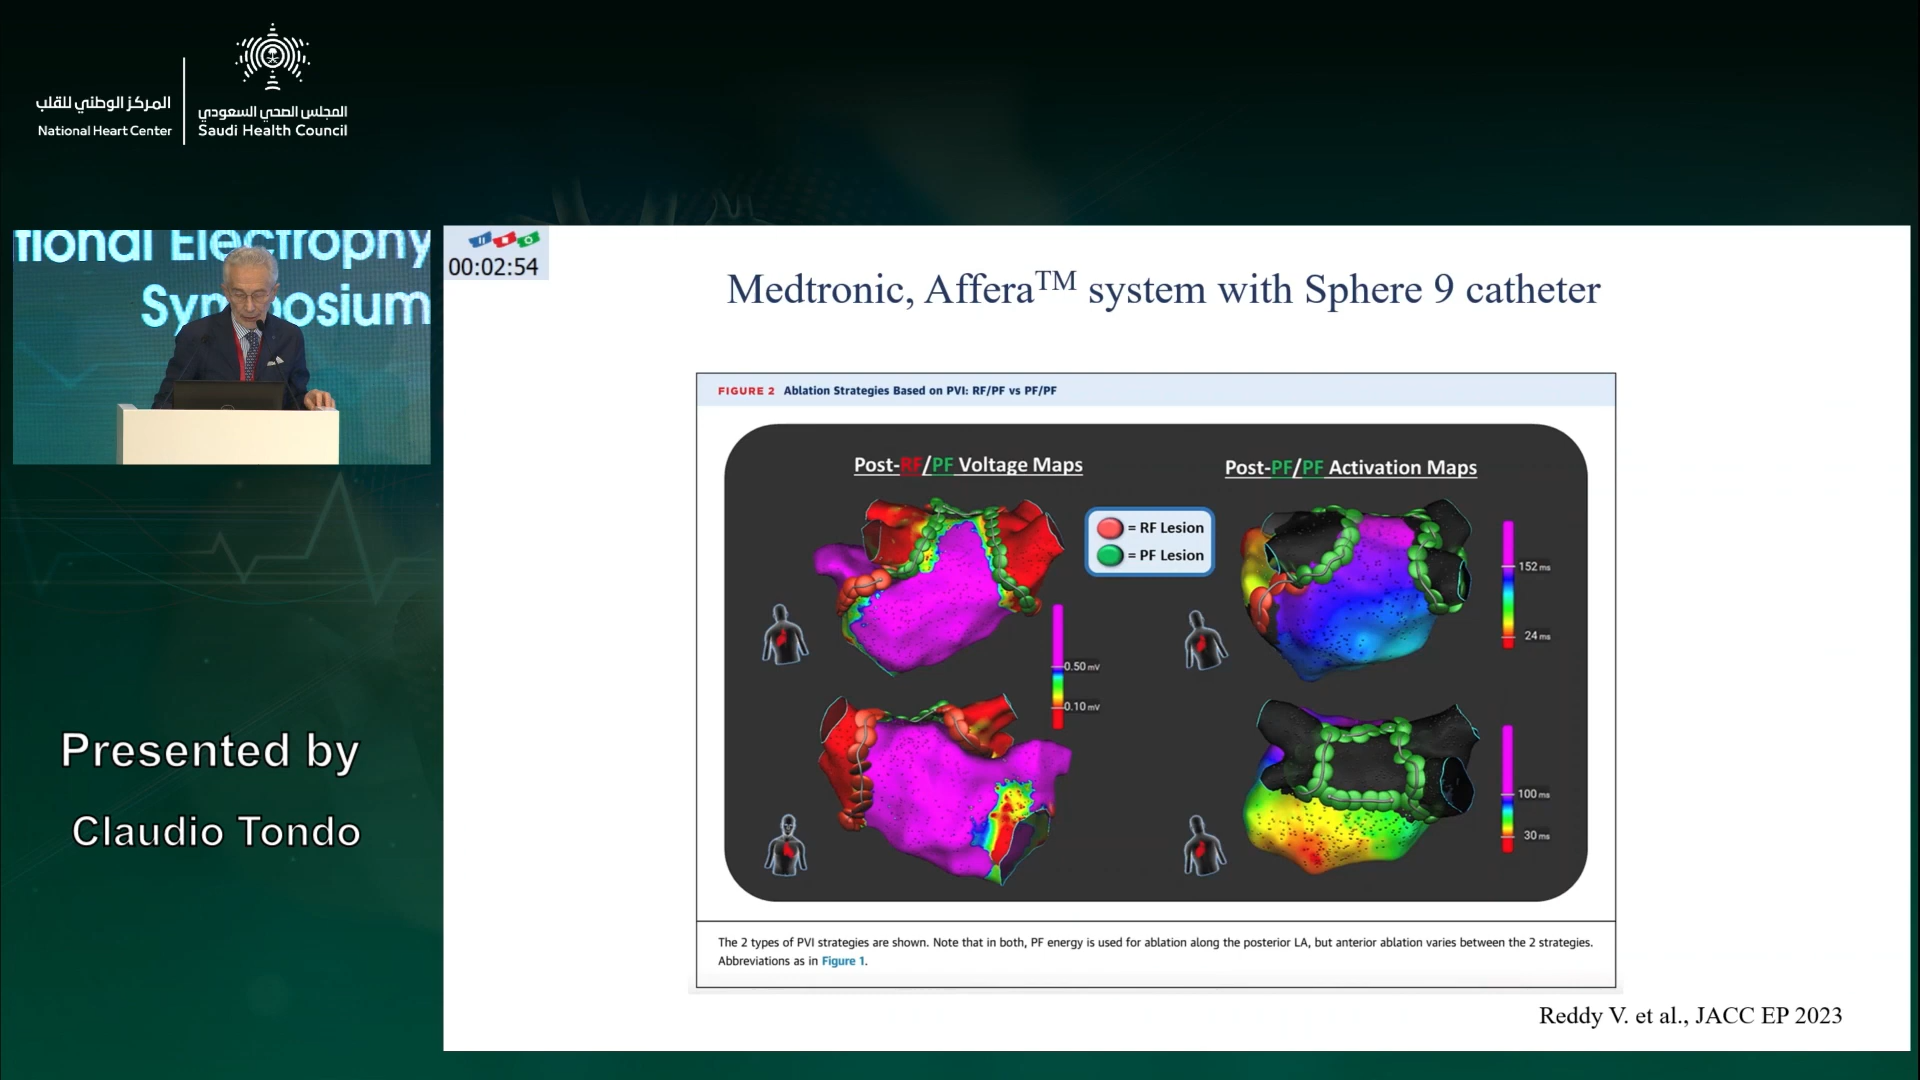 المركز الوطني للقلب
National Heart Center
المجلس الصحي السعودي
Saudi Health Council
tional Electrophy
Symposium
00:02:54
Medtronic, Affera™ system with Sphere 9 catheter
FIGURE 2 Ablation Strategies Based on PVI: RF/PF vs PF/PF
Post-RF/PF Voltage Maps
Post-PF/PF Activation Maps
= RF Lesion
= PF Lesion
152 ms
24 ms
0.50 mV
0.10 mV
100 ms
30 ms
The 2 types of PVI strategies are shown. Note that in both, PF energy is used for ablation along the posterior LA, but anterior ablation varies between the 2 strategies.
Abbreviations as in Figure 1.
Reddy V. et al., JACC EP 2023
Presented by
Claudio Tondo